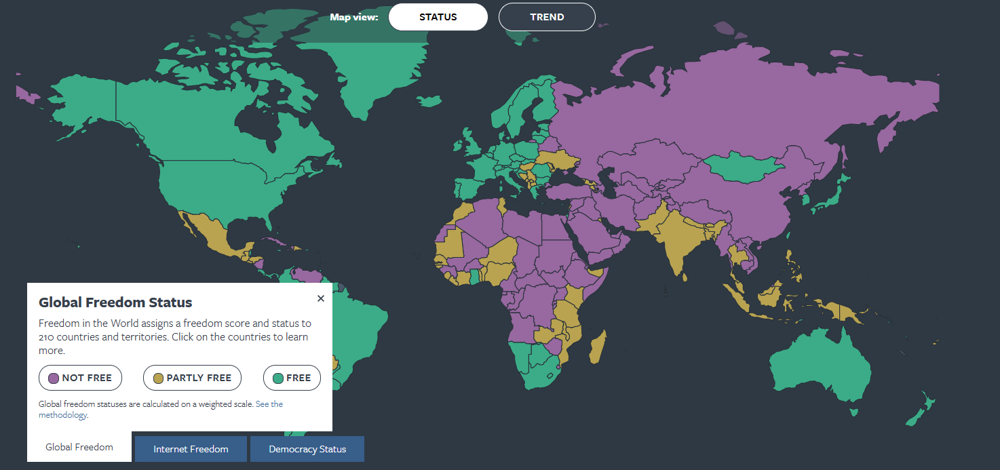 Map view: STATUS TREND
Global Freedom Status ×
Freedom in the World assigns a freedom score and status to
210 countries and territories. Click on the countries to learn
more.
NOT FREE PARTLY FREE FREE
Global freedom statuses are calculated on a weighted scale. See the
methodology.
Global Freedom Internet Freedom Democracy Status